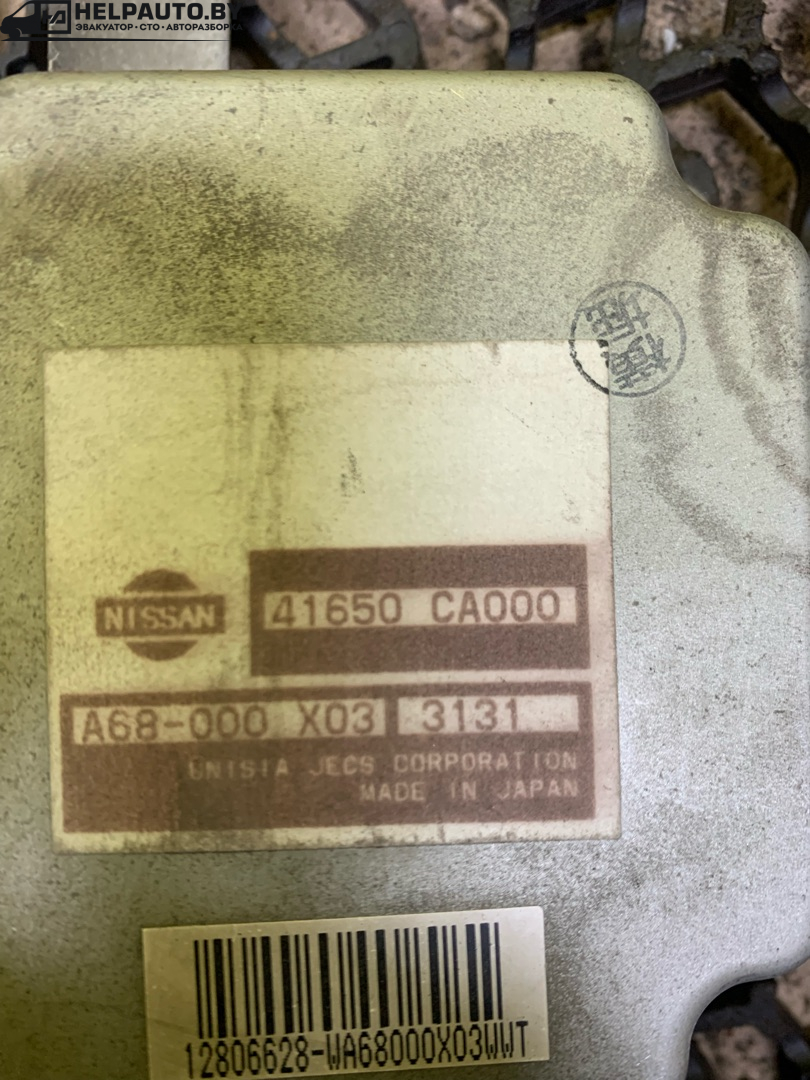 HELPAUTO.BY
ЭВАКУАТОР • СТО • АВТОРАЗБОРКА
NISSAN
41650 CA000
A68-000 X03 3131
UNISIA JECS CORPORATION
MADE IN JAPAN
12806628-WA68000X03WWT